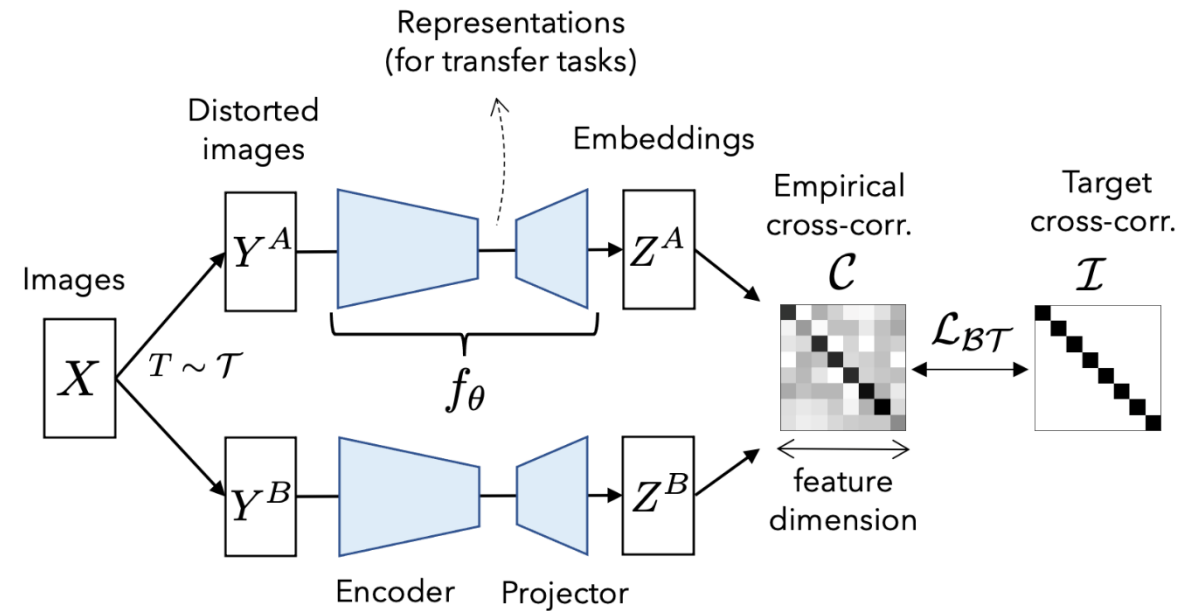 Representations
(for transfer tasks)
Distorted
images
Embeddings
Empirical
cross-corr.
C
Target
cross-corr.
I
Images
Y^A
Z^A
X
T ∼ 𝒯
f_θ
ℒ_ℬ𝒯
Y^B
Z^B
feature
dimension
Encoder
Projector